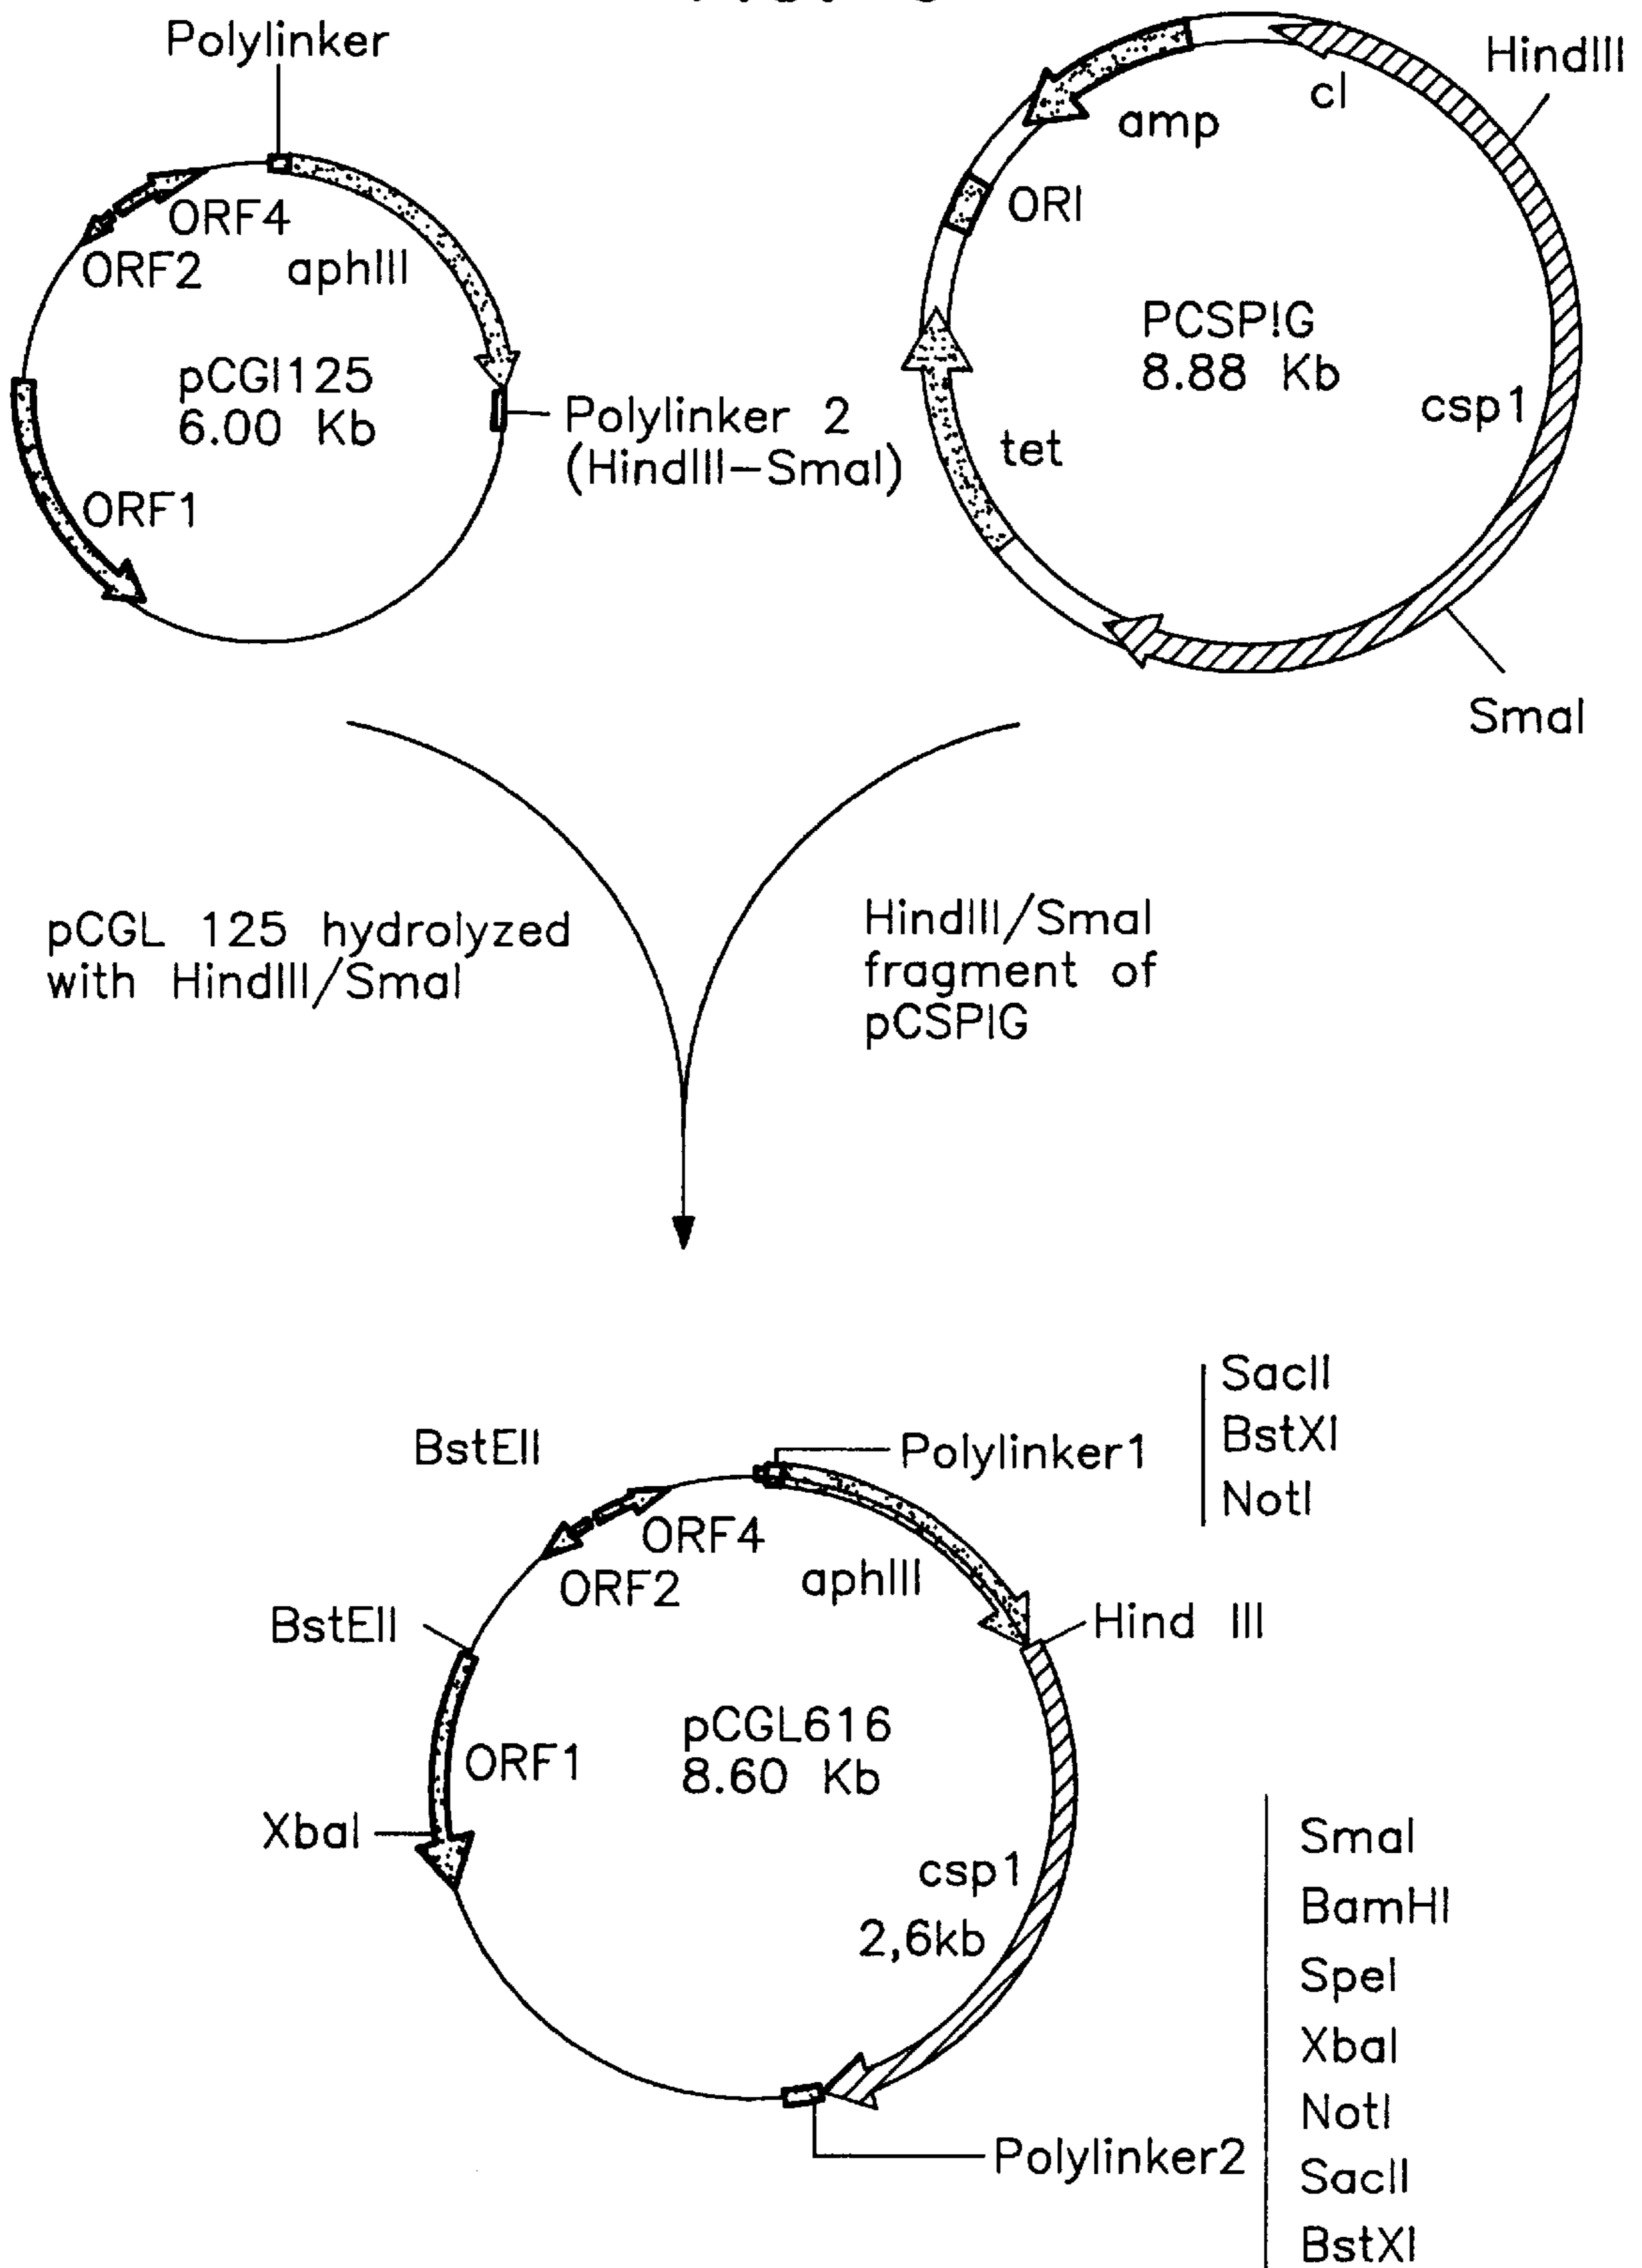 Polylinker
ORF4
ORF2
aphIII
pCGl125
6.00 Kb
Polylinker 2
(HindIII-SmaI)
ORF1
HindIII
cI
amp
ORI
PCSP!G
8.88 Kb
csp1
tet
SmaI
pCGL 125 hydrolyzed
with HindIII/SmaI
HindIII/SmaI
fragment of
pCSPIG
SacII
BstXI
NotI
BstEII
Polylinker1
ORF4
ORF2
aphIII
BstEII
Hind III
pCGL616
8.60 Kb
ORF1
XbaI
csp1
2,6kb
Polylinker2
SmaI
BamHI
SpeI
XbaI
NotI
SacII
BstXI